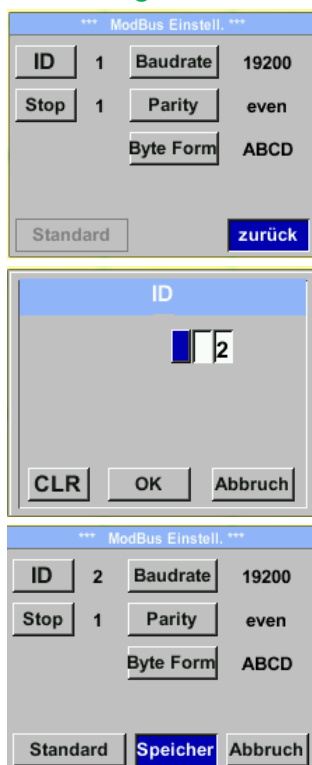 *** ModBus Einstell. ***
ID 1 Baudrate 19200
Stop 1 Parity even
Byte Form ABCD
Standard zurück
ID
2
CLR OK Abbruch
*** ModBus Einstell. ***
ID 2 Baudrate 19200
Stop 1 Parity even
Byte Form ABCD
Standard Speicher Abbruch